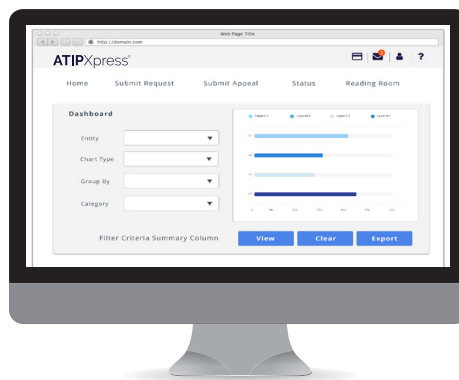 Web Page Title
http://domain.com
ATIPXpress®
?
Home Submit Request Submit Appeal Status Reading Room
Dashboard
Entity
Chart Type
Group By
Category
Filter Criteria Summary Column View Clear Export